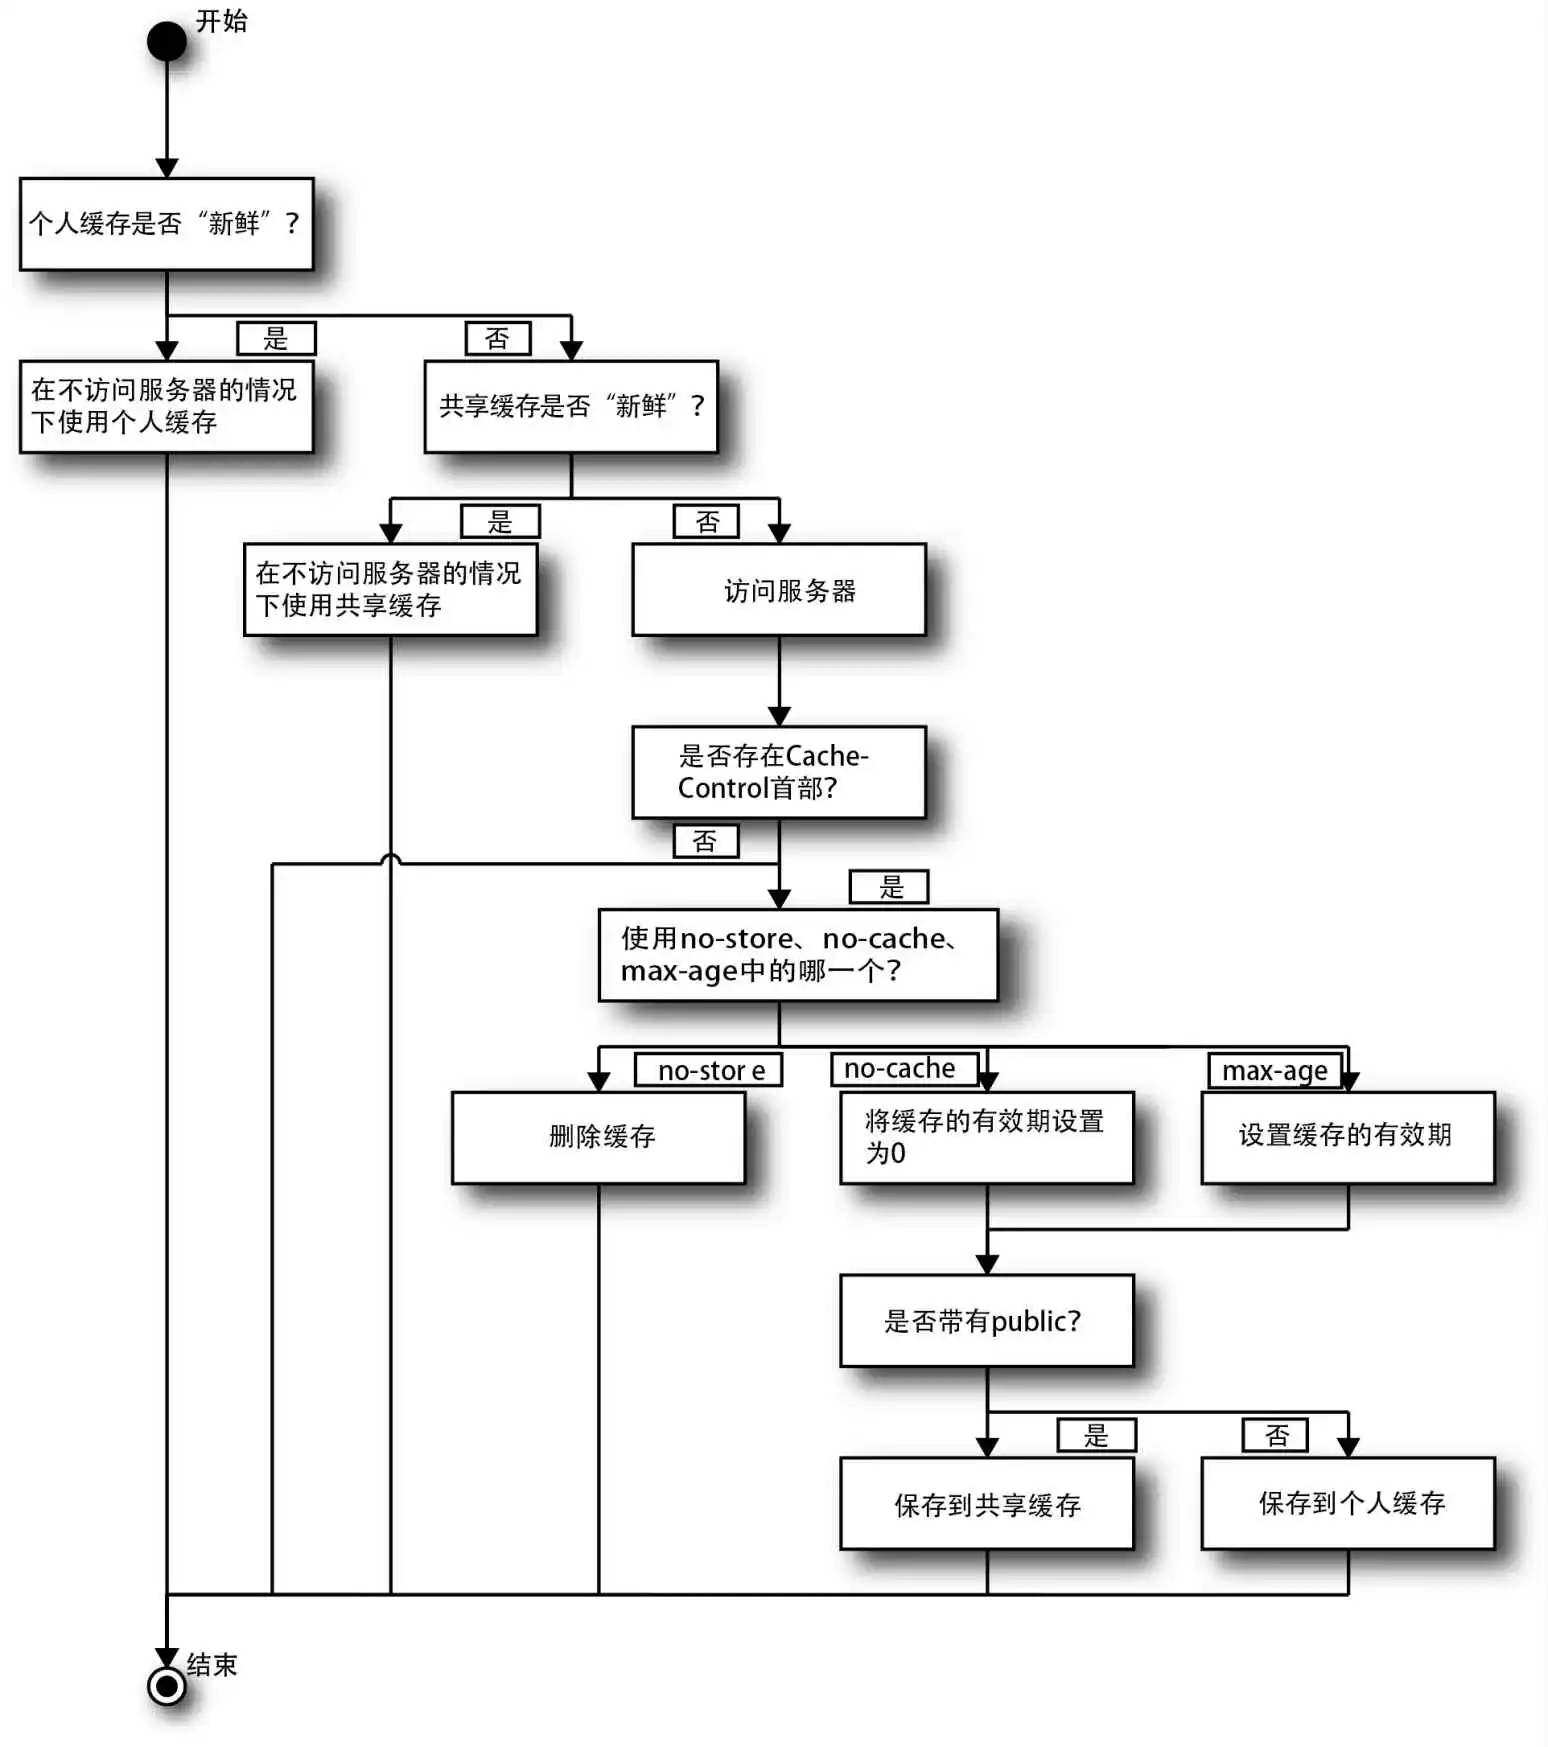 开始
个人缓存是否“新鲜”?
是
否
在不访问服务器的情况
下使用个人缓存
共享缓存是否“新鲜”?
是
否
在不访问服务器的情况
下使用共享缓存
访问服务器
是否存在Cache-
Control首部?
否
是
使用no-store、no-cache、
max-age中的哪一个?
no-store
no-cache
max-age
删除缓存
将缓存的有效期设置
为0
设置缓存的有效期
是否带有public?
是
否
保存到共享缓存
保存到个人缓存
结束